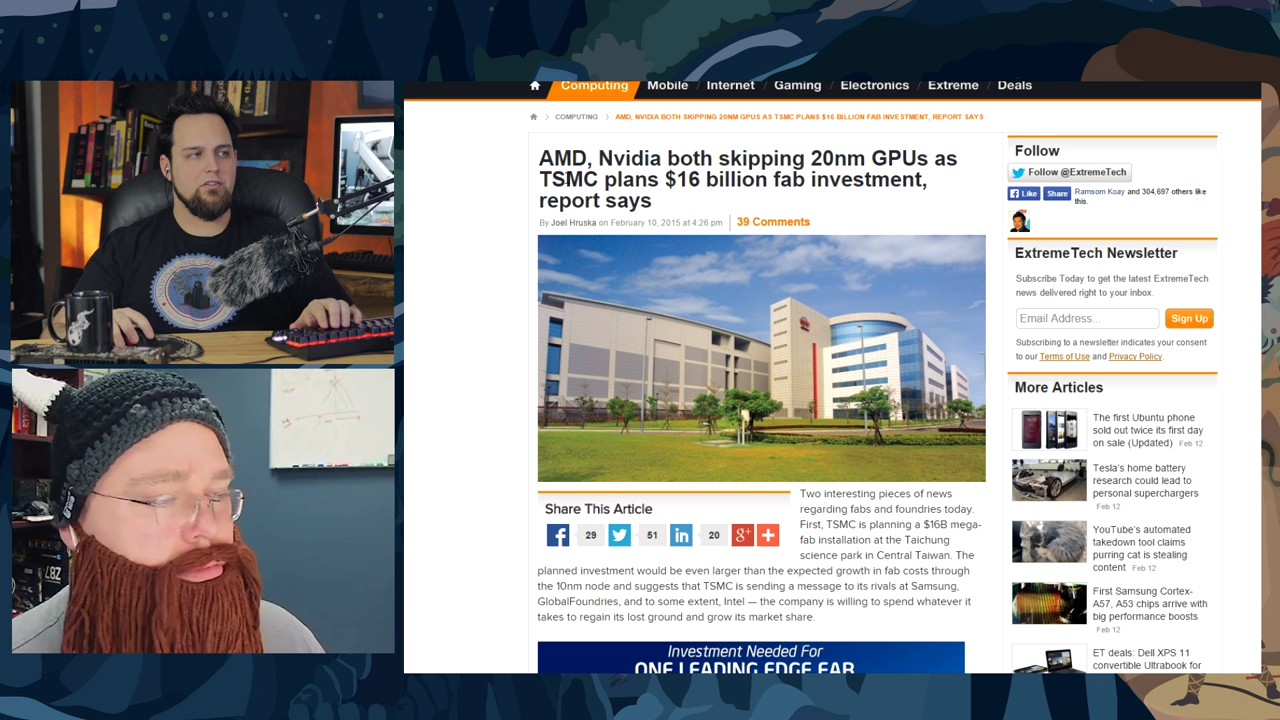 Computing / Mobile / Internet / Gaming / Electronics / Extreme / Deals
COMPUTING
AMD, NVIDIA BOTH SKIPPING 20NM GPUS AS TSMC PLANS $16 BILLION FAB INVESTMENT, REPORT SAYS
AMD, Nvidia both skipping 20nm GPUs as
TSMC plans $16 billion fab investment,
report says
By Joel Hruska on February 10, 2015 at 4:26 pm
39 Comments
Share This Article
29
51
20
Two interesting pieces of news
regarding fabs and foundries today.
First, TSMC is planning a $16B mega-
fab installation at the Taichung
science park in Central Taiwan. The
planned investment would be even larger than the expected growth in fab costs through
the 10nm node and suggests that TSMC is sending a message to its rivals at Samsung,
GlobalFoundries, and to some extent, Intel — the company is willing to spend whatever it
takes to regain its lost ground and grow its market share.
Investment Needed For
ONE LEADING EDGE FAB
Follow
Follow @ExtremeTech
Like
Share
Ramsom Koay and 304,697 others like
this.
ExtremeTech Newsletter
Subscribe Today to get the latest ExtremeTech
news delivered right to your inbox.
Email Address...
Sign Up
Subscribing to a newsletter indicates your consent
to our Terms of Use and Privacy Policy.
More Articles
The first Ubuntu phone
sold out twice its first day
on sale (Updated) Feb 12
Tesla's home battery
research could lead to
personal superchargers
Feb 12
YouTube's automated
takedown tool claims
purring cat is stealing
content Feb 12
First Samsung Cortex-
A57, A53 chips arrive with
big performance boosts
Feb 12
ET deals: Dell XPS 11
convertible Ultrabook for